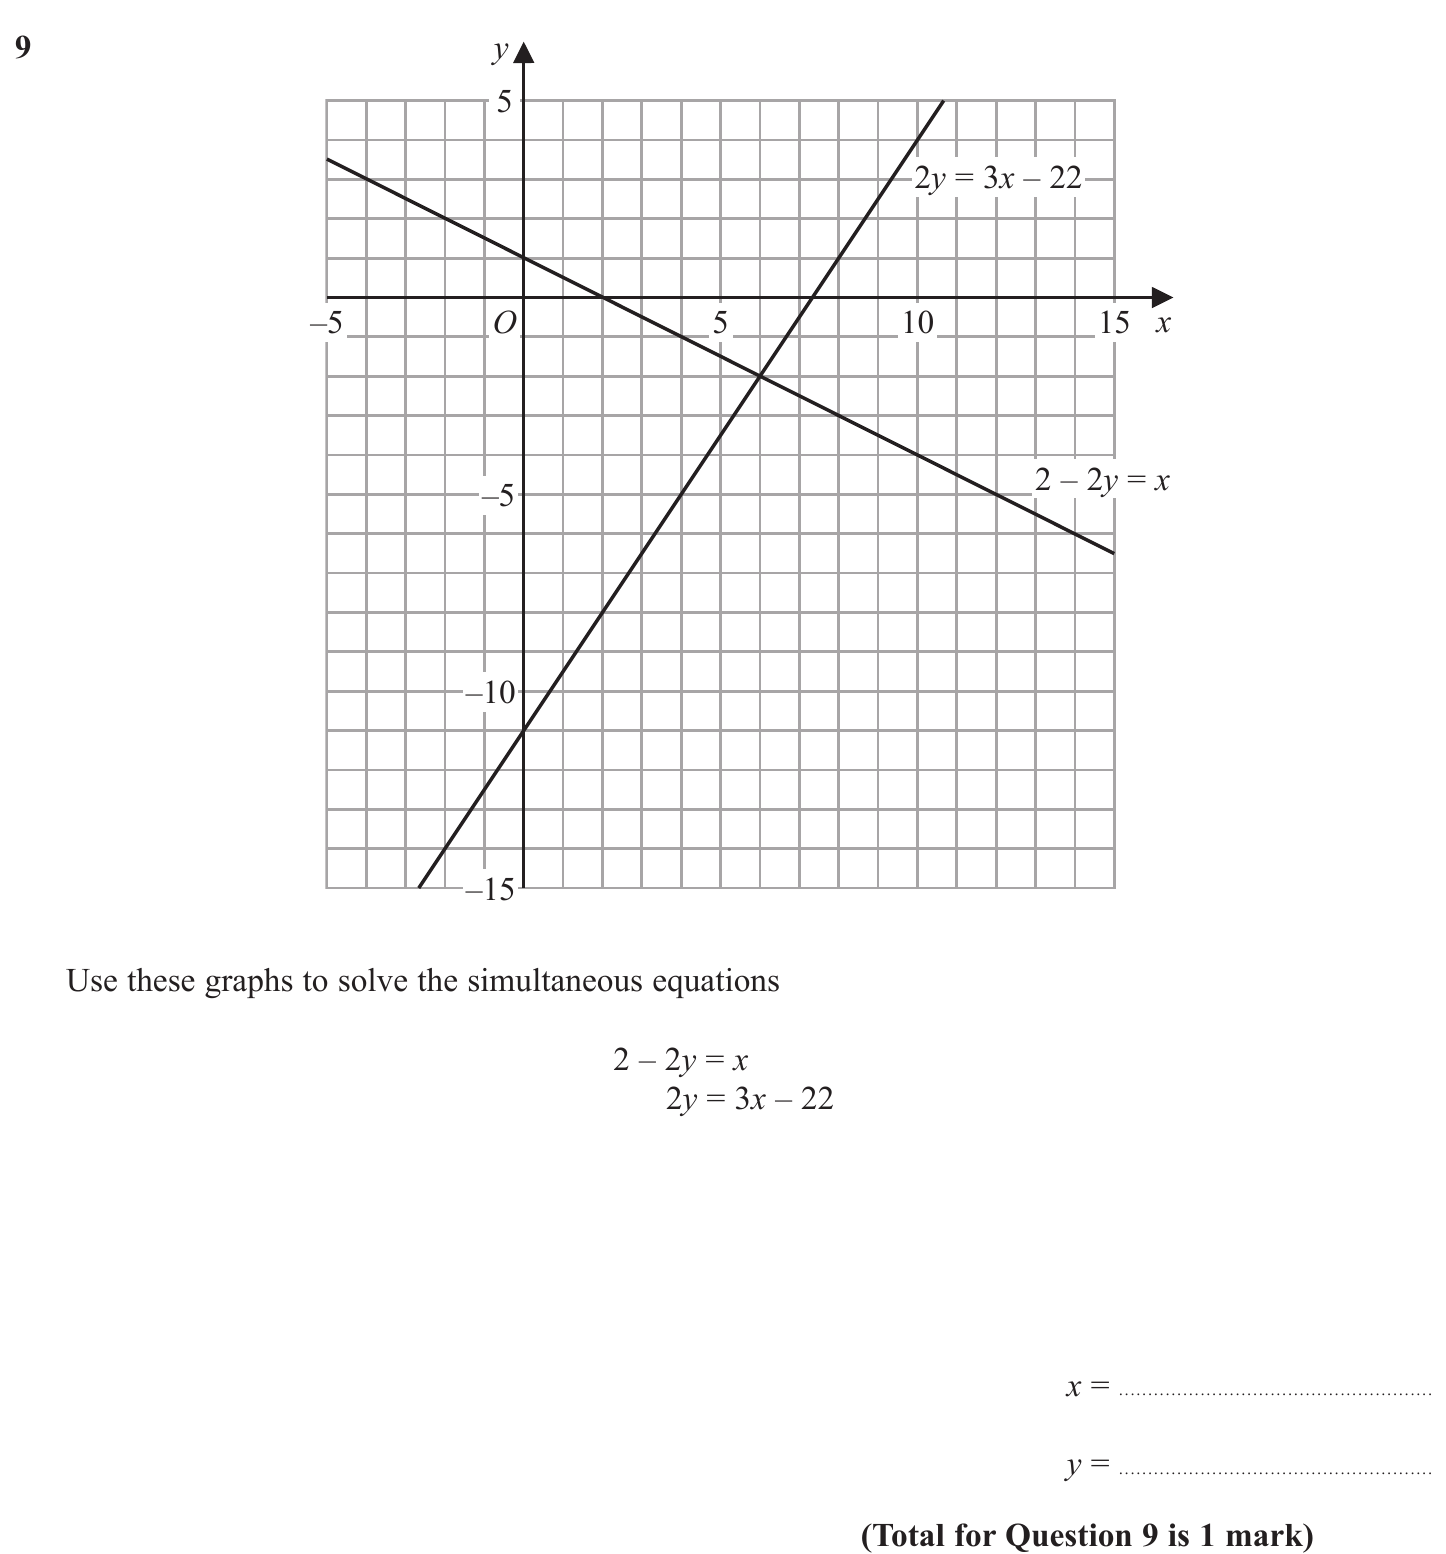 9
y
5
2y = 3x – 22
–5 O 5 10 15 x
2 – 2y = x
–5
–10
–15
Use these graphs to solve the simultaneous equations
2 – 2y = x
2y = 3x – 22
x = ......................................................
y = ......................................................
(Total for Question 9 is 1 mark)